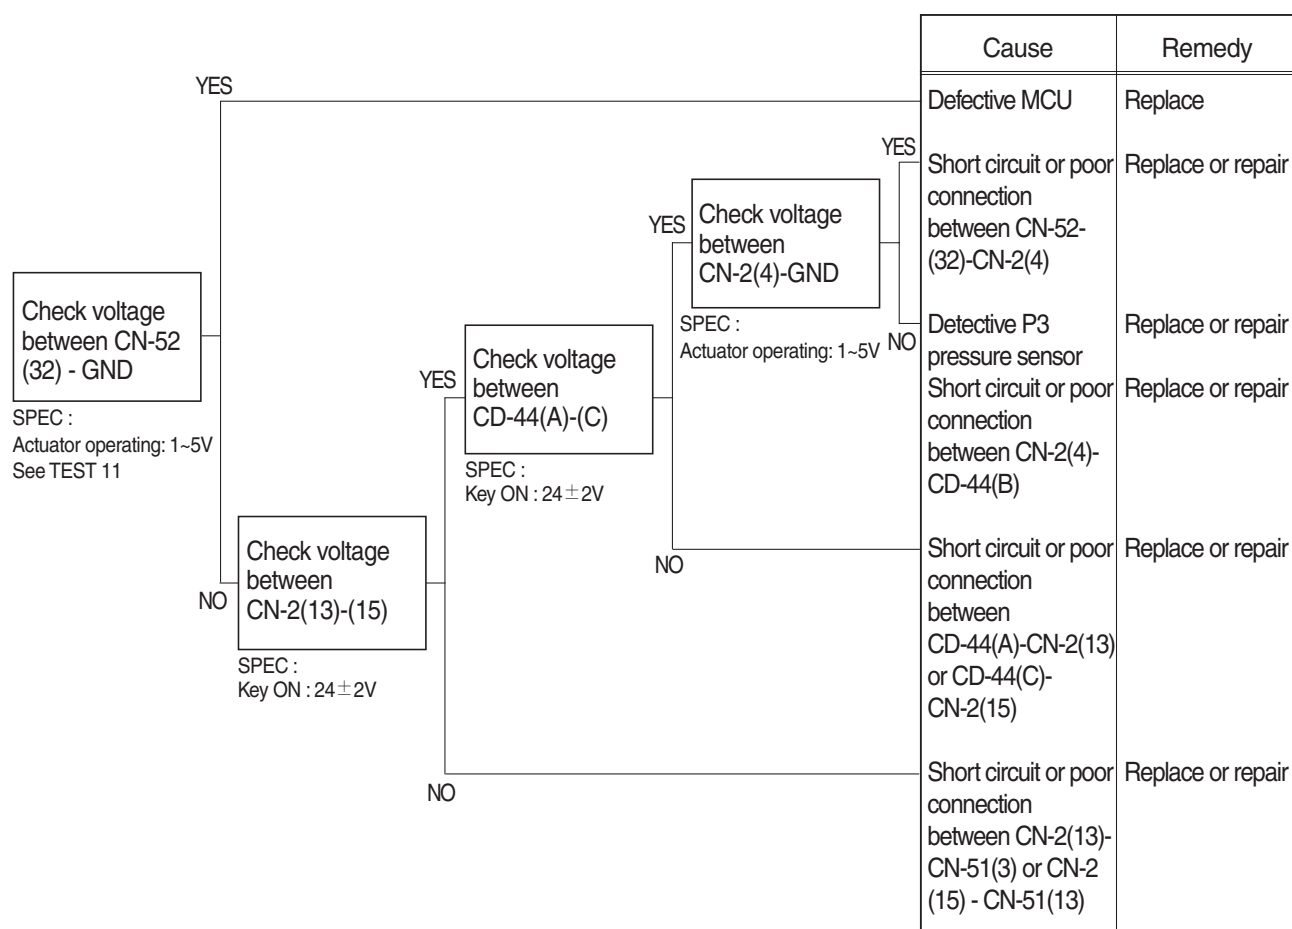 Cause
Remedy
YES
Defective MCU
Replace
YES
Short circuit or poor
connection
between CN-52-
(32)-CN-2(4)
Replace or repair
YES
Check voltage
between
CN-2(4)-GND
SPEC :
Actuator operating: 1~5V
NO
Detective P3
pressure sensor
Replace or repair
Short circuit or poor
connection
between CN-2(4)-
CD-44(B)
Replace or repair
Check voltage
between CN-52
(32) - GND
SPEC :
Actuator operating: 1~5V
See TEST 11
YES
Check voltage
between
CD-44(A)-(C)
SPEC :
Key ON : 24±2V
NO
Short circuit or poor
connection
between
CD-44(A)-CN-2(13)
or CD-44(C)-
CN-2(15)
Replace or repair
NO
Check voltage
between
CN-2(13)-(15)
SPEC :
Key ON : 24±2V
NO
Short circuit or poor
connection
between CN-2(13)-
CN-51(3) or CN-2
(15) - CN-51(13)
Replace or repair